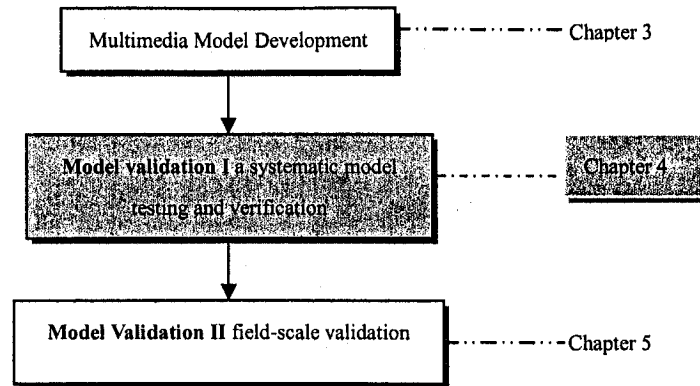 Multimedia Model Development
Chapter 3
Model validation I a systematic model
testing and verification
Chapter 4
Model Validation II field-scale validation
Chapter 5